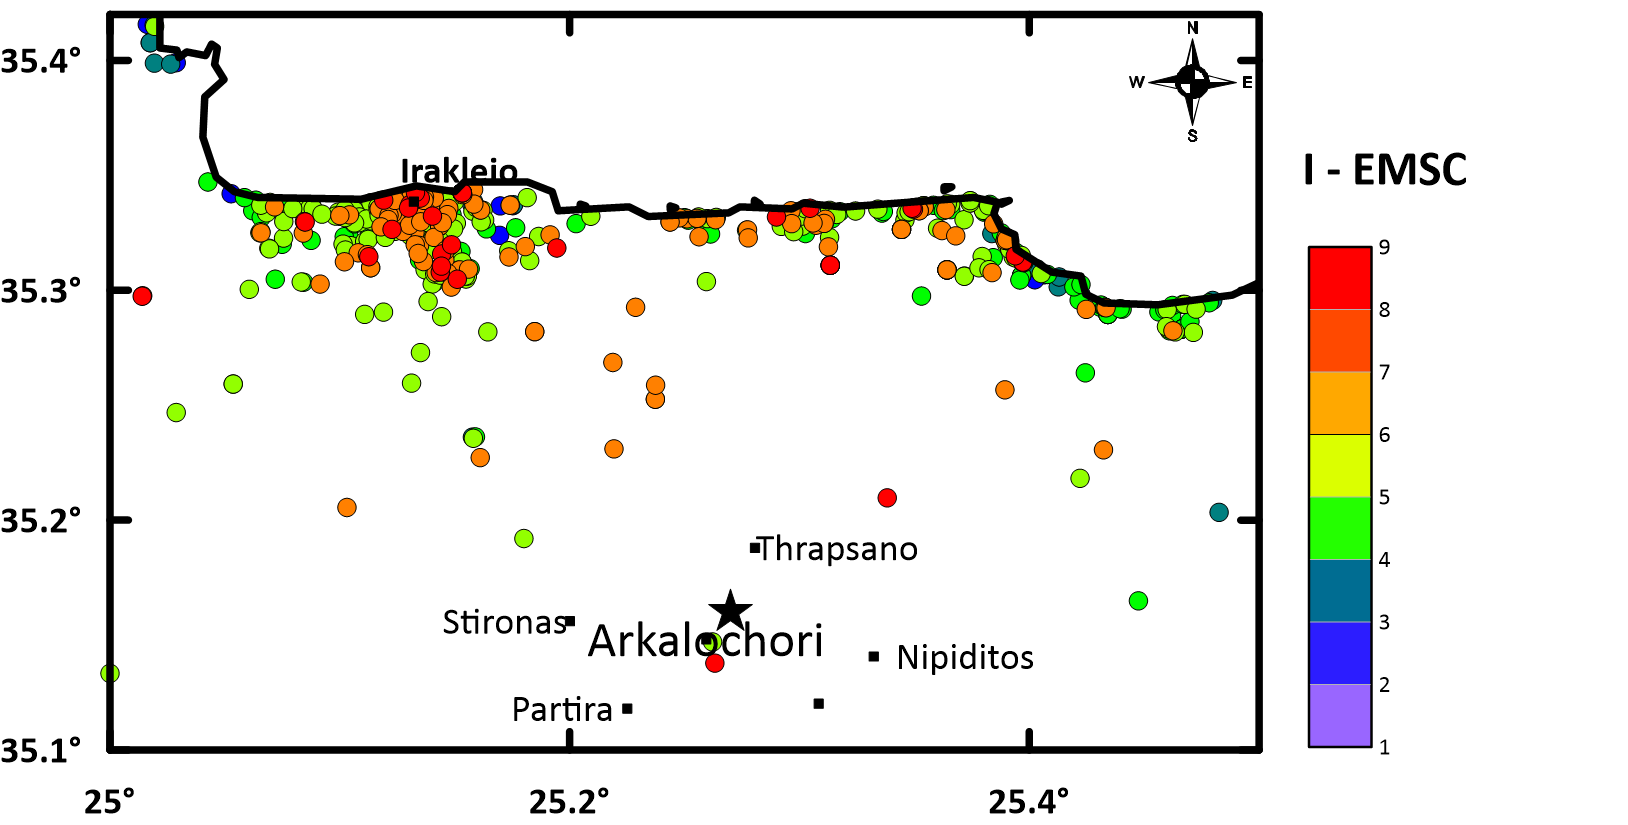 N
35.4°
W E
S
I - EMSC
Irakleio
9
8
35.3°
7
6
5
35.2°
Thrapsano
4
Stironas
3
Arkalochori
Nipiditos
2
Partira
35.1°
1
25°
25.2°
25.4°